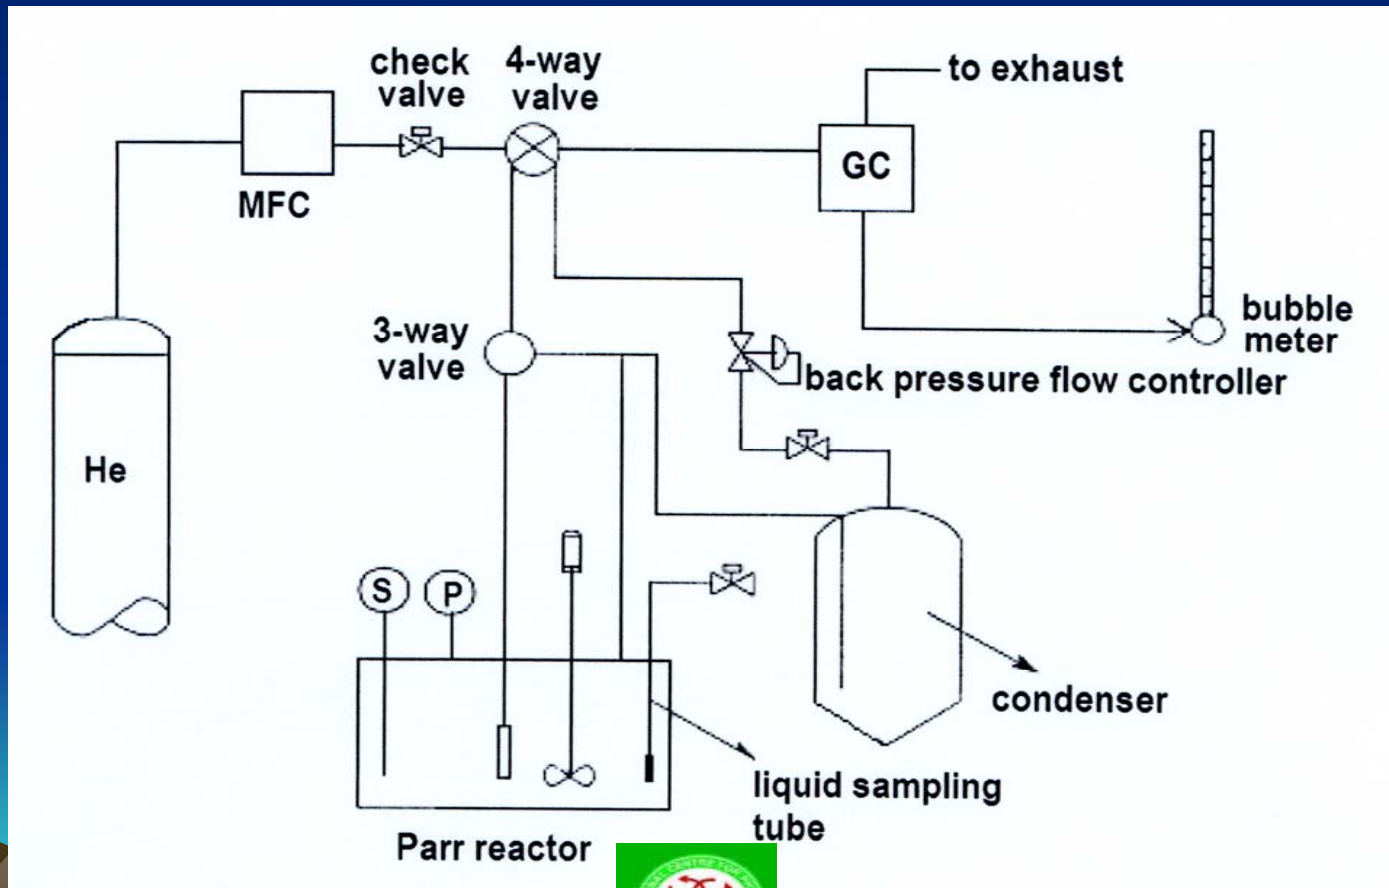 check
valve
4-way
valve
to exhaust
MFC
GC
bubble
meter
3-way
valve
back pressure flow controller
He
S
P
condenser
liquid sampling
tube
Parr reactor